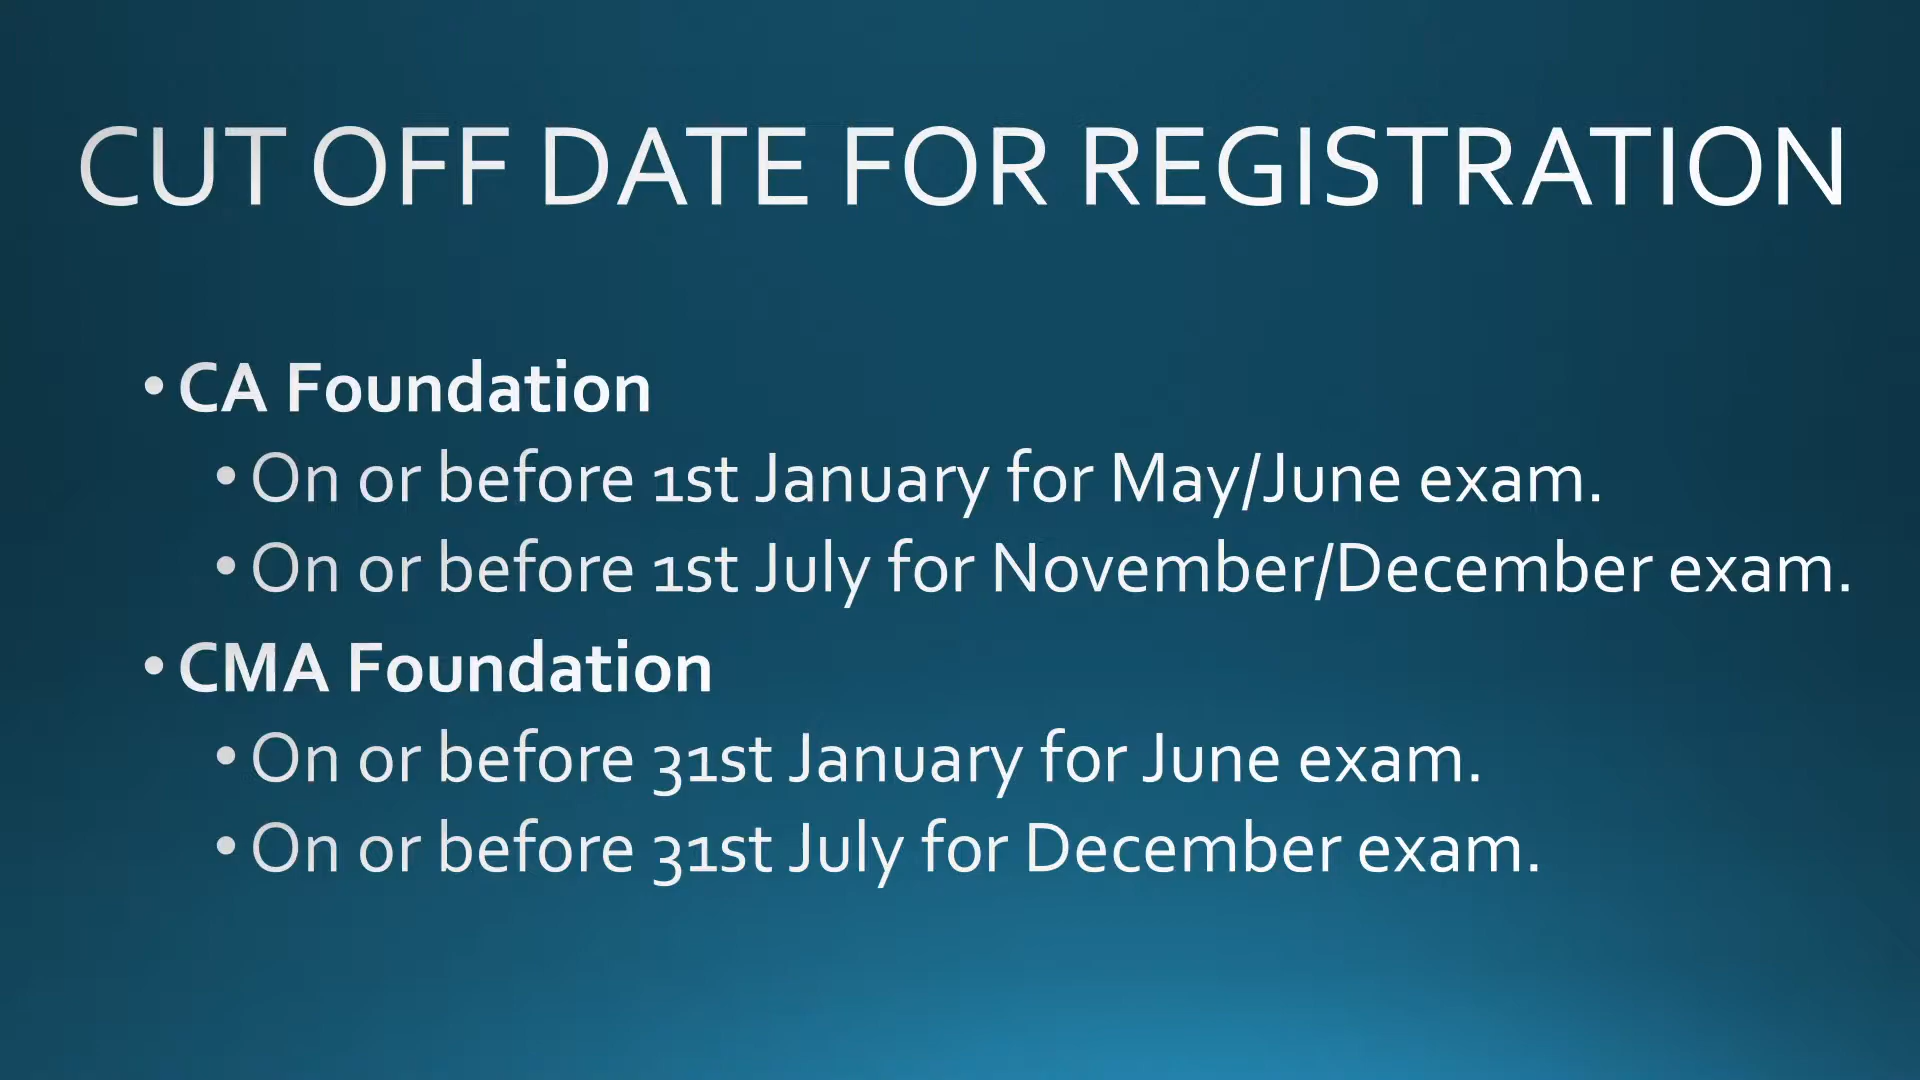 CUT OFF DATE FOR REGISTRATION
• CA Foundation
• On or before 1st January for May/June exam.
• On or before 1st July for November/December exam.
• CMA Foundation
• On or before 31st January for June exam.
• On or before 31st July for December exam.